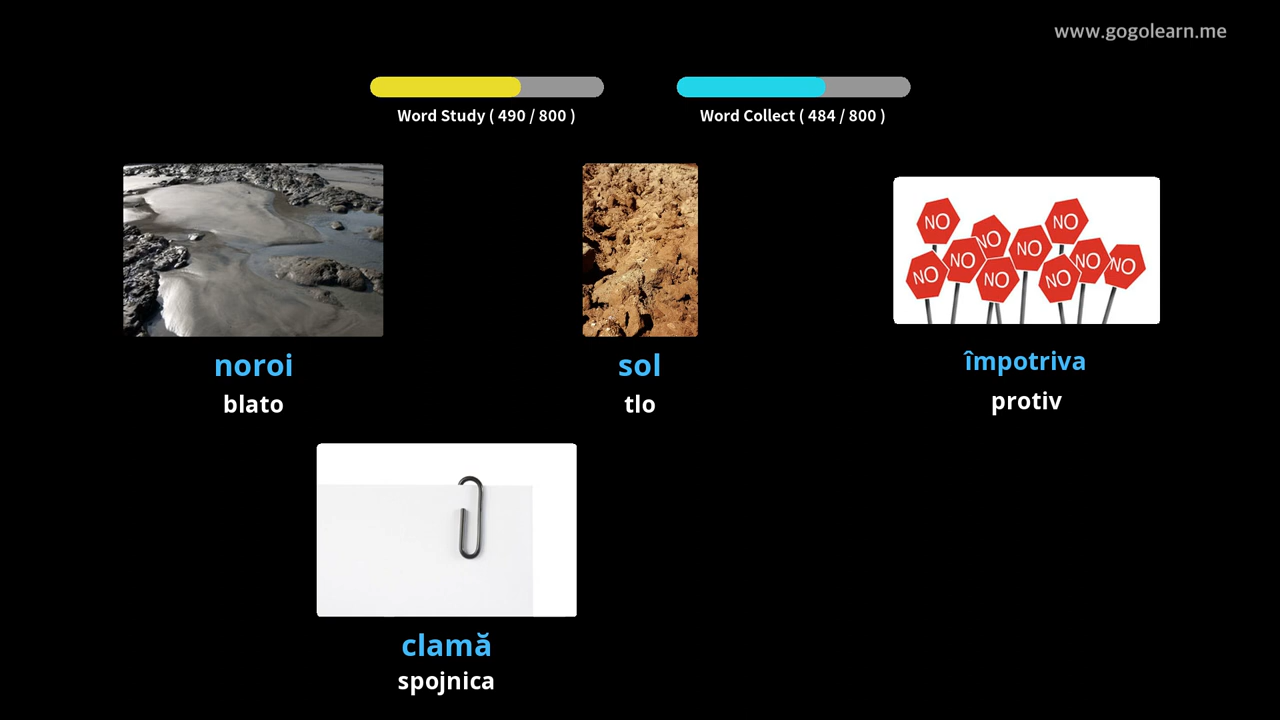 www.gogolearn.me
Word Study ( 490 / 800 )
Word Collect ( 484 / 800 )
NO
NO
NO
NO
NO
NO
NO
NO
NO
NO
noroi
blato
sol
tlo
împotriva
protiv
clamă
spojnica